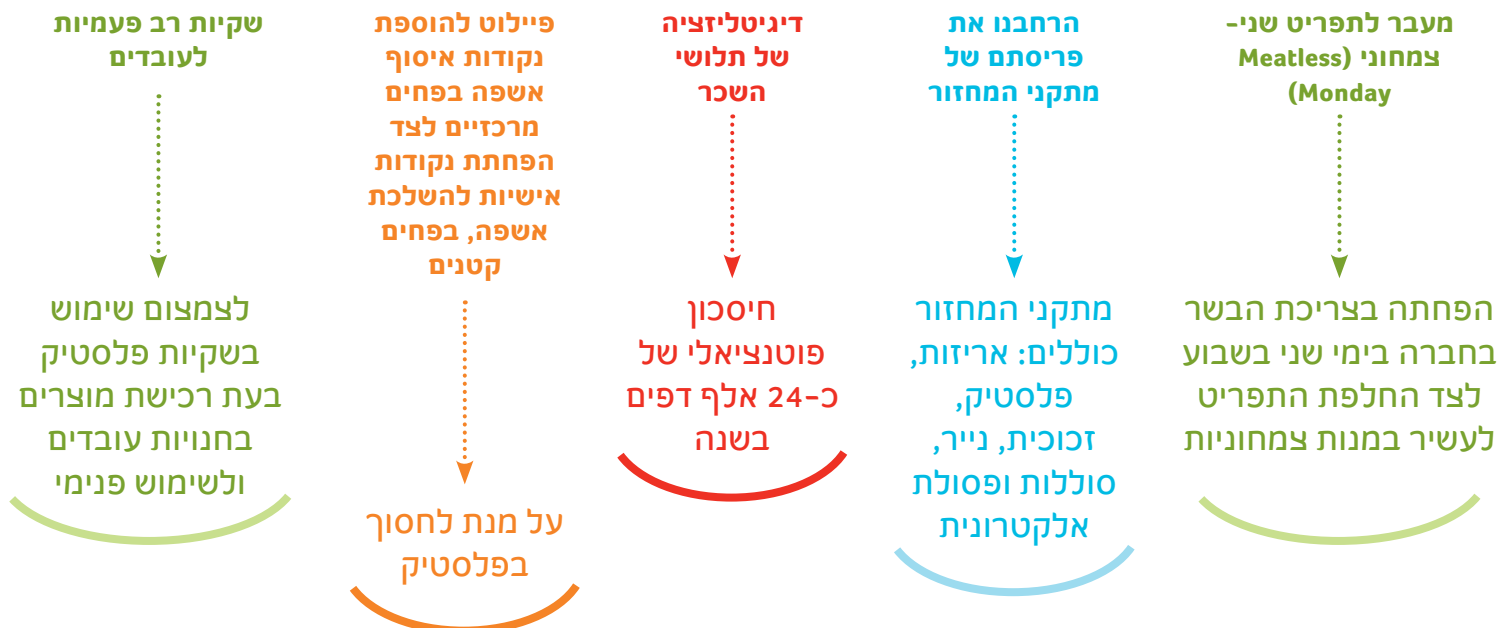 מעבר לתפריט שני-
צמחוני (Meatless
Monday)
הפחתה בצריכת הבשר
בחברה בימי שני בשבוע
לצד החלפת התפריט
לעשיר במנות צמחוניות
הרחבנו את
פריסתם של
מתקני המחזור
מתקני המחזור
כוללים: אריזות,
פלסטיק,
זכוכית, נייר,
סוללות ופסולת
אלקטרונית
דיגיטליזציה
של תלושי
השכר
חיסכון
פוטנציאלי של
כ-24 אלף דפים
בשנה
פיילוט להוספת
נקודות איסוף
אשפה בפחים
מרכזיים לצד
הפחתת נקודות
אישיות להשלכת
אשפה, בפחים
קטנים
על מנת לחסוך
בפלסטיק
שקיות רב פעמיות
לעובדים
לצמצום שימוש
בשקיות פלסטיק
בעת רכישת מוצרים
בחנויות עובדים
ולשימוש פנימי